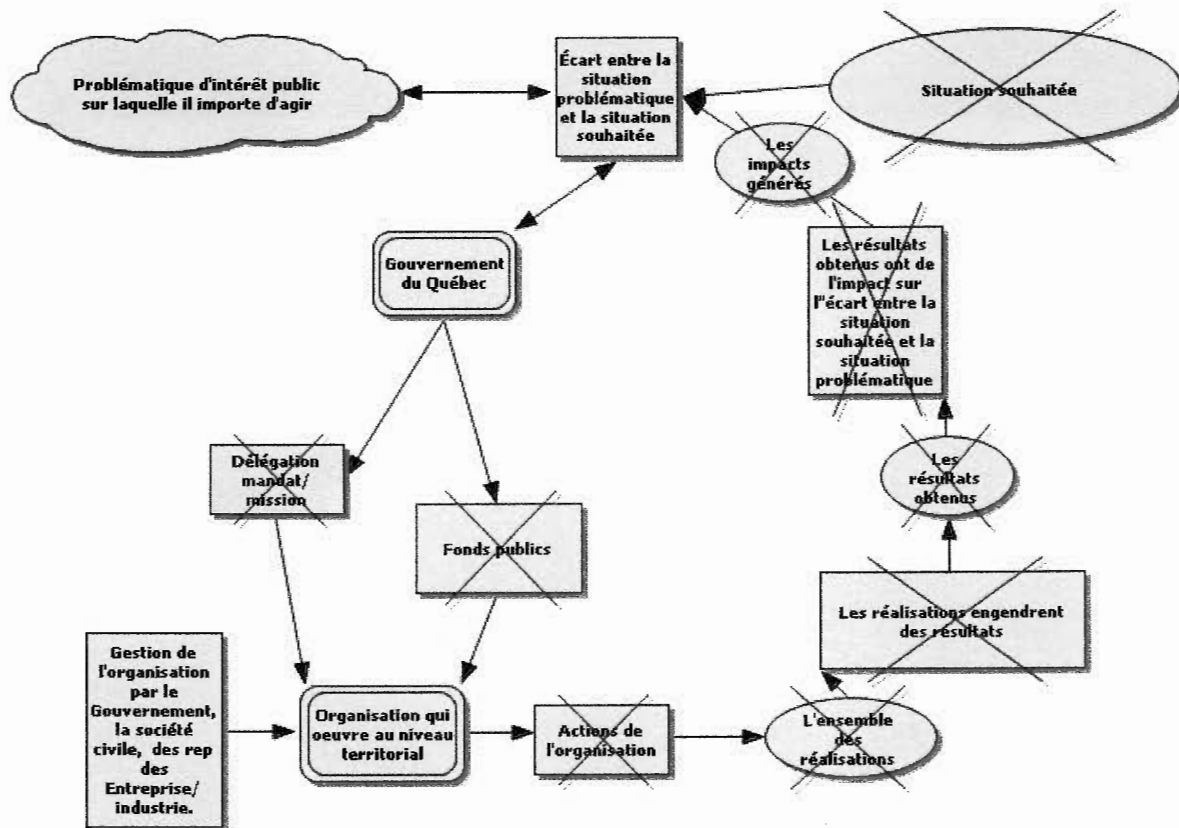 Problématique d'intérêt public
sur laquelle il importe d'agir
Écart entre la
situation
problématique
et la situation
souhaitée
Situation souhaitée
Les
impacts
générés
Gouvernement
du Québec
Les résultats
obtenus ont de
l'impact sur
l''écart entre la
situation
souhaitée et la
situation
problématique
Délégation
mandat/
mission
Fonds publics
Les
résultats
obtenus
Les réalisations engendrent
des résultats
Gestion de
l'organisation
par le
Gouvernement,
la société
civile, des rep
des
Entreprise/
industrie.
Organisation qui
oeuvre au niveau
territorial
Actions de
l'organisation
L'ensemble
des
réalisations